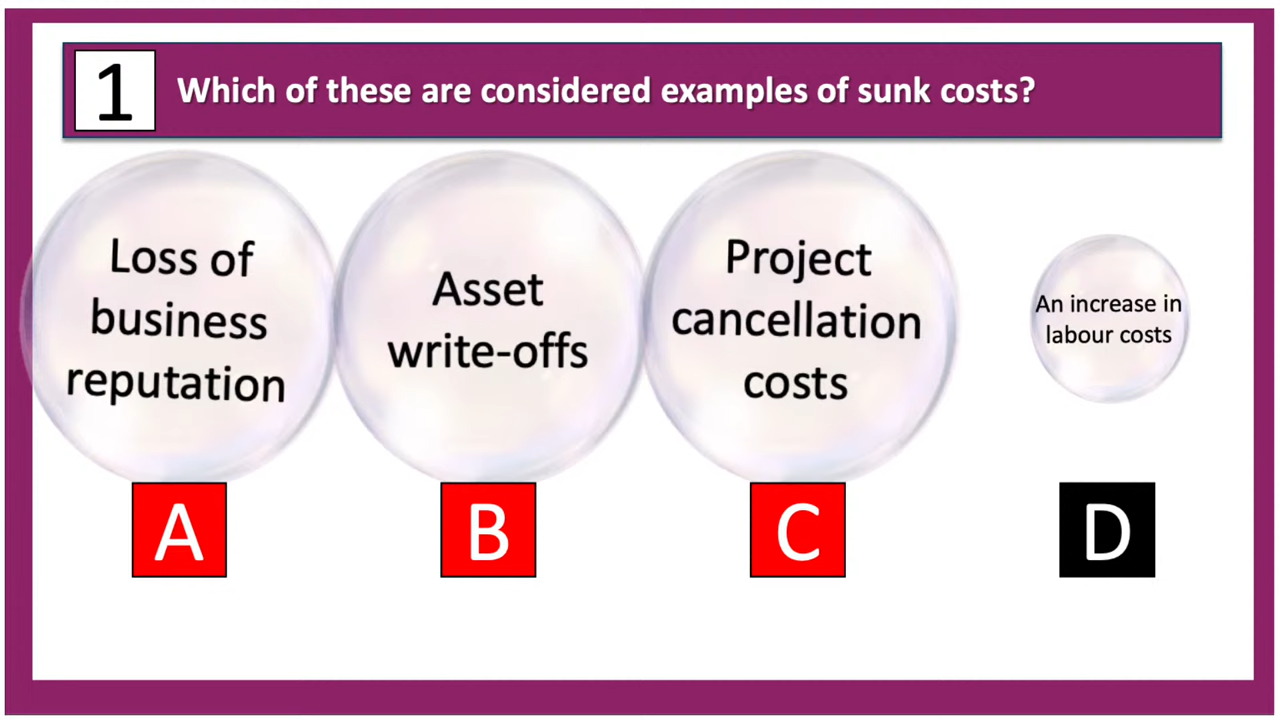 1
Which of these are considered examples of sunk costs?
Loss of
business
reputation
Asset
write-offs
Project
cancellation
costs
An increase in
labour costs
A
B
C
D